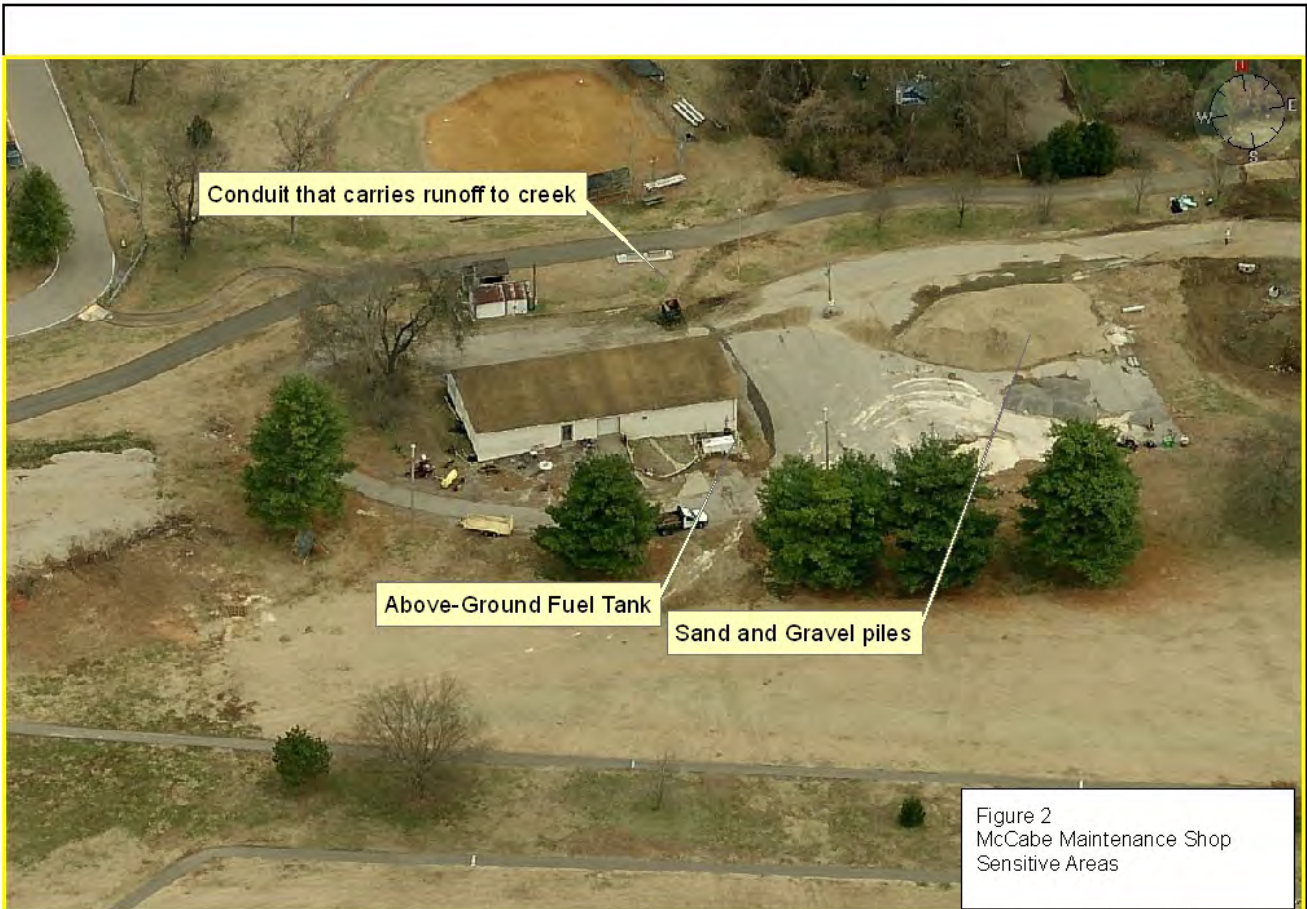 W
E
S
Conduit that carries runoff to creek
Above-Ground Fuel Tank
Sand and Gravel piles
Figure 2
McCabe Maintenance Shop
Sensitive Areas